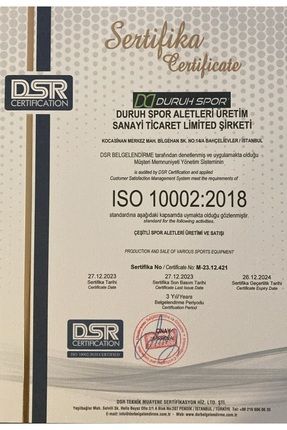 Sertifika
Certificate
DSR
CERTIFICATION
DURUH SPOR
DURUH SPOR ALETLERİ ÜRETİM
SANAYİ TİCARET LİMİTED ŞİRKETİ
KOCASİNAN MERKEZ MAH. BİLGEHAN SK. NO:14/A BAHÇELİEVLER / İSTANBUL
DSR BELGELENDİRME tarafından denetlenmiş ve uygulamakta olduğu
Müşteri Memnuniyeti Yönetim Sisteminin
is audited by DSR Certification and applied
Customer Satisfaction Management System meet the requirements of
ISO 10002:2018
standardına aşağıdaki kapsamda uymakta olduğu gözlenmiştir.
standard for the following activities.
ÇEŞİTLİ SPOR ALETLERİ ÜRETİMİ VE SATIŞI
PRODUCTION AND SALE OF VARIOUS SPORTS EQUIPMENT
Sertifika No / Certificate No: M-23.12.421
27.12.2023 27.12.2023 26.12.2024
Sertifika Tarihi Sertifika Son Basım Tarihi Sertifika Geçerlilik Tarihi
Certificate Date Certificate Last Issue Date Certificate Expiry Date
3 Yıl/Years
Belgelendirme Periyodu
Certification Period
DSR
CERTIFICATION
ISO 10002:2018 CERTIFIED
ONAY
DSR TEKNİK MUAYENE SERTİFİKASYON HİZ. LTD. ŞTİ.